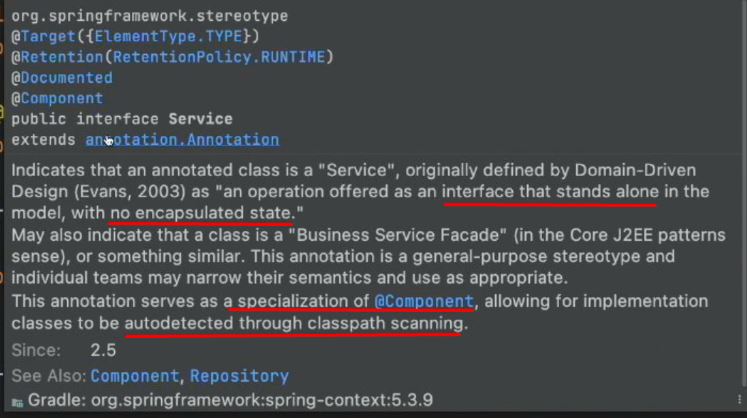 org.springframework.stereotype
@Target({ElementType.TYPE})
@Retention(RetentionPolicy.RUNTIME)
@Documented
@Component
public interface Service
extends annotation.Annotation
Indicates that an annotated class is a "Service", originally defined by Domain-Driven
Design (Evans, 2003) as "an operation offered as an interface that stands alone in the
model, with no encapsulated state."
May also indicate that a class is a "Business Service Facade" (in the Core J2EE patterns
sense), or something similar. This annotation is a general-purpose stereotype and
individual teams may narrow their semantics and use as appropriate.
This annotation serves as a specialization of @Component, allowing for implementation
classes to be autodetected through classpath scanning.
Since: 2.5
See Also: Component, Repository
Gradle: org.springframework:spring-context:5.3.9